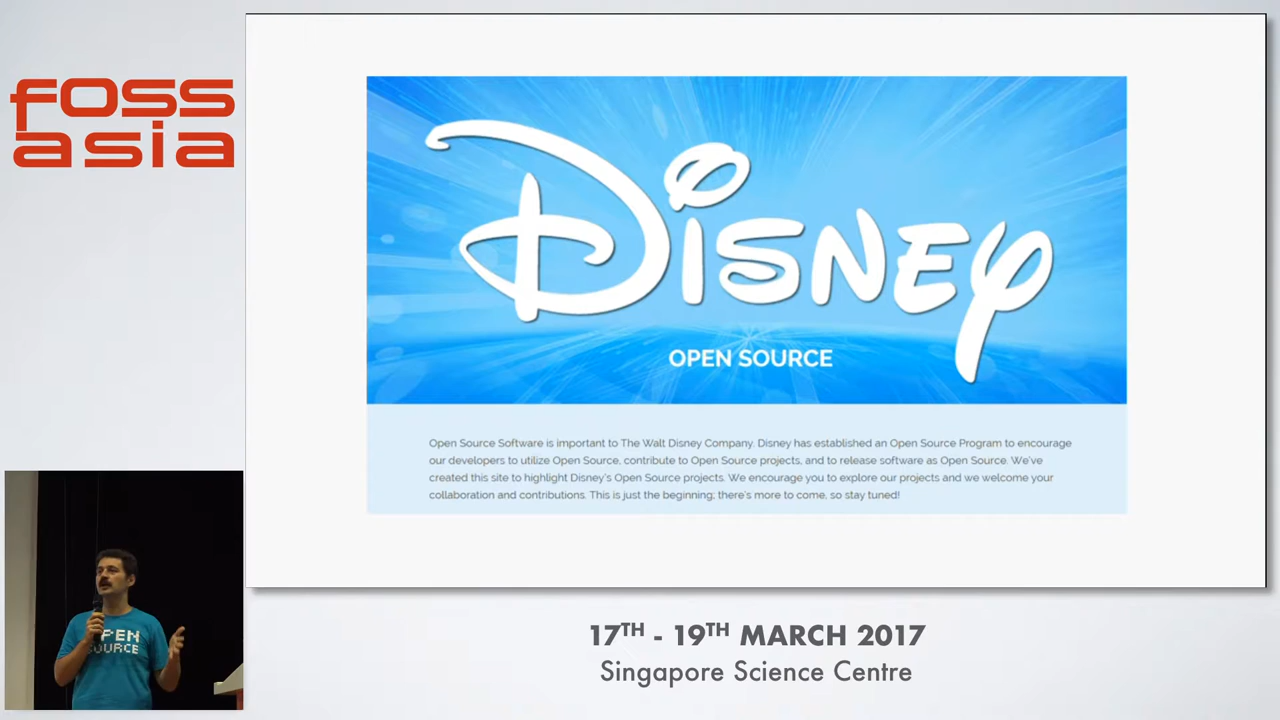 foss
asia
Disney
OPEN SOURCE
Open Source Software is important to The Walt Disney Company. Disney has established an Open Source Program to encourage
our developers to utilize Open Source, contribute to Open Source projects, and to release software as Open Source. We've
created this site to highlight Disney's Open Source projects. We encourage you to explore our projects and we welcome your
collaboration and contributions. This is just the beginning; there's more to come, so stay tuned!
OPEN
SOURCE
17TH - 19TH MARCH 2017
Singapore Science Centre